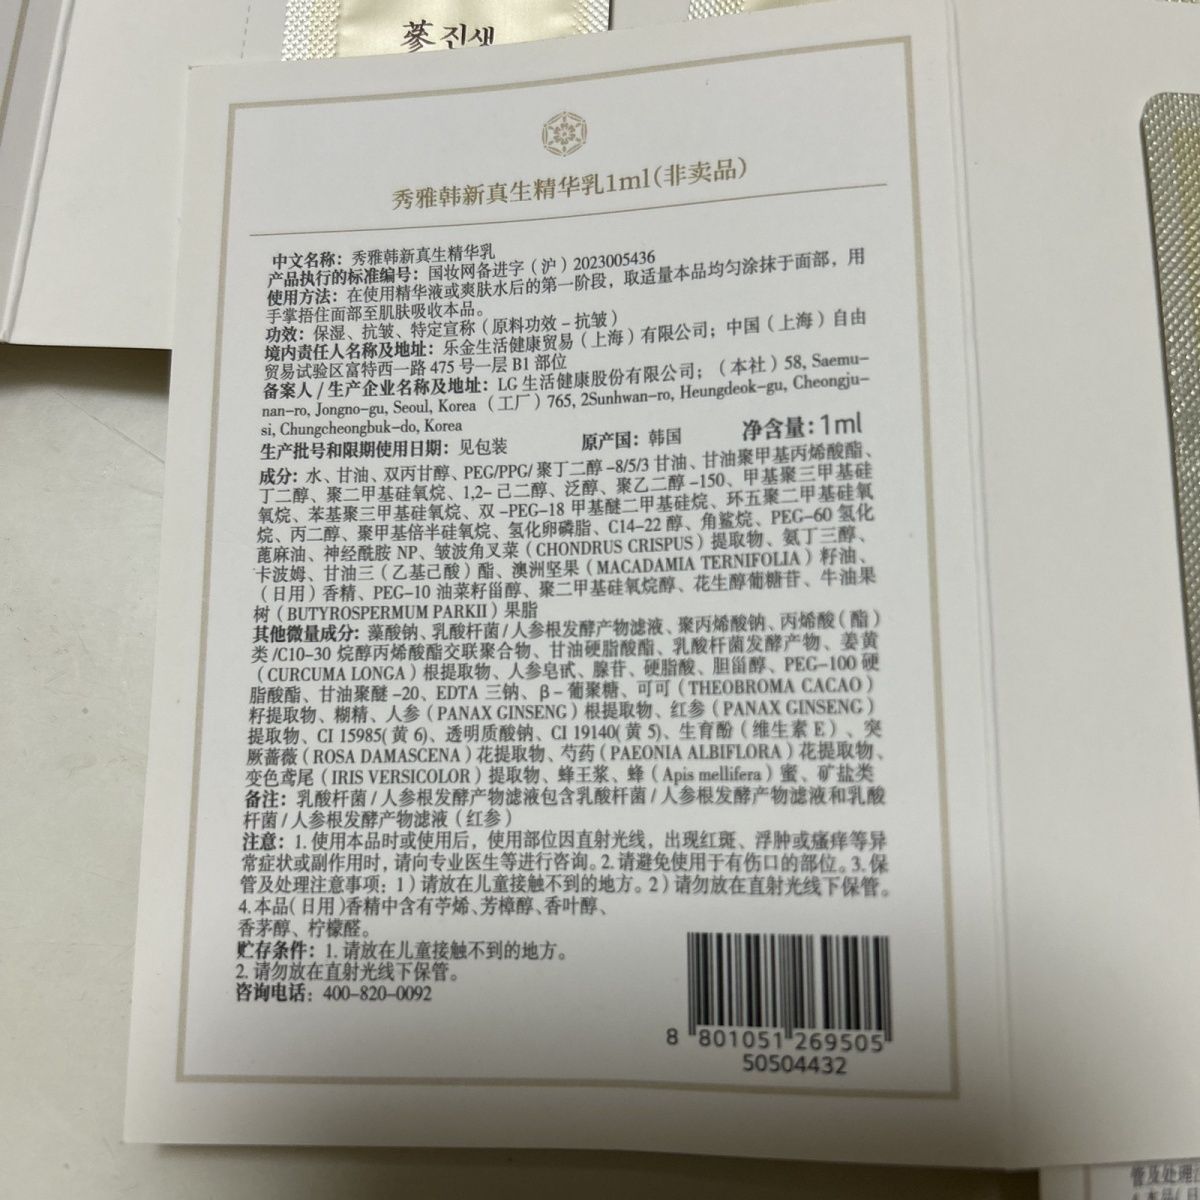 蔘 진생
秀雅韩新真生精华乳1ml(非卖品)
中文名称：秀雅韩新真生精华乳
产品执行的标准编号：国妆网备进字（沪）2023005436
使用方法：在使用精华液或爽肤水后的第一阶段，取适量本品均匀涂抹于面部，用
手掌捂住面部至肌肤吸收本品。
功效：保湿、抗皱、特定宣称（原料功效－抗皱）
境内责任人名称及地址：乐金生活健康贸易（上海）有限公司；中国（上海）自由
贸易试验区富特西一路 475 号一层 B1 部位
备案人 / 生产企业名称及地址：LG 生活健康股份有限公司；（本社）58, Saemu-
nan-ro, Jongno-gu, Seoul, Korea （工厂）765, 2Sunhwan-ro, Heungdeok-gu, Cheongju-
si, Chungcheongbuk-do, Korea
生产批号和限期使用日期：见包装 原产国：韩国 净含量：1ml
成分：水、甘油、双丙甘醇、PEG/PPG/ 聚丁二醇 -8/5/3 甘油、甘油聚甲基丙烯酸酯、
丁二醇、聚二甲基硅氧烷、1,2- 己二醇、泛醇、聚乙二醇 -150、甲基聚三甲基硅
氧烷、苯基聚三甲基硅氧烷、双 -PEG-18 甲基醚二甲基硅烷、环五聚二甲基硅氧
烷、丙二醇、聚甲基倍半硅氧烷、氢化卵磷脂、C14-22 醇、角鲨烷、PEG-60 氢化
蓖麻油、神经酰胺 NP、皱波角叉菜（CHONDRUS CRISPUS）提取物、氨丁三醇、
卡波姆、甘油三（乙基己酸）酯、澳洲坚果（MACADAMIA TERNIFOLIA）籽油、
（日用）香精、PEG-10 油菜籽甾醇、聚二甲基硅氧烷醇、花生醇葡糖苷、牛油果
树（BUTYROSPERMUM PARKII）果脂
其他微量成分：藻酸钠、乳酸杆菌 / 人参根发酵产物滤液、聚丙烯酸钠、丙烯酸（酯）
类 /C10-30 烷醇丙烯酸酯交联聚合物、甘油硬脂酸酯、乳酸杆菌发酵产物、姜黄
（CURCUMA LONGA）根提取物、人参皂甙、腺苷、硬脂酸、胆甾醇、PEG-100 硬
脂酸酯、甘油聚醚 -20、EDTA 三钠、β－葡聚糖、可可（THEOBROMA CACAO）
籽提取物、糊精、人参（PANAX GINSENG）根提取物、红参（PANAX GINSENG）
提取物、CI 15985(黄 6)、透明质酸钠、CI 19140(黄 5)、生育酚（维生素 E）、突
厥蔷薇（ROSA DAMASCENA）花提取物、芍药（PAEONIA ALBIFLORA）花提取物、
变色鸢尾（IRIS VERSICOLOR）提取物、蜂王浆、蜂（Apis mellifera）蜜、矿盐类
备注：乳酸杆菌 / 人参根发酵产物滤液包含乳酸杆菌 / 人参根发酵产物滤液和乳酸
杆菌 / 人参根发酵产物滤液（红参）
注意：1. 使用本品时或使用后，使用部位因直射光线，出现红斑、浮肿或瘙痒等异
常症状或副作用时，请向专业医生等进行咨询。2. 请避免使用于有伤口的部位。3. 保
管及处理注意事项：1）请放在儿童接触不到的地方。2）请勿放在直射光线下保管。
4.本品(日用)香精中含有苧烯、芳樟醇、香叶醇、
香茅醇、柠檬醛。
贮存条件：1. 请放在儿童接触不到的地方。
2. 请勿放在直射光线下保管。
咨询电话：400-820-0092
8 801051 269505
50504432
管及处理